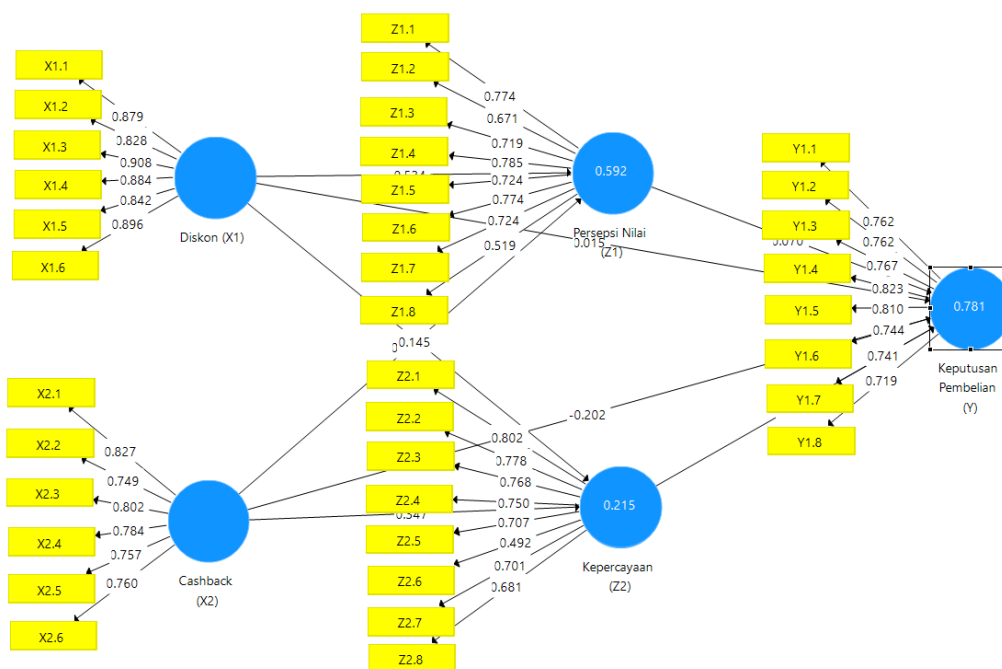 X1.1
X1.2
X1.3
X1.4
X1.5
X1.6
0.879
0.828
0.908
0.884
0.842
0.896
Diskon (X1)
Z1.1
Z1.2
Z1.3
Z1.4
Z1.5
Z1.6
Z1.7
Z1.8
0.774
0.671
0.719
0.785
0.724
0.774
0.724
0.519
0.592
Persepsi Nilai
(Z1)
0.015
0.145
X2.1
X2.2
X2.3
X2.4
X2.5
X2.6
0.827
0.749
0.802
0.784
0.757
0.760
Cashback
(X2)
-0.202
Z2.1
Z2.2
Z2.3
Z2.4
Z2.5
Z2.6
Z2.7
Z2.8
0.802
0.778
0.768
0.750
0.707
0.492
0.701
0.681
0.215
Kepercayaan
(Z2)
Y1.1
Y1.2
Y1.3
Y1.4
Y1.5
Y1.6
Y1.7
Y1.8
0.762
0.762
0.767
0.823
0.810
0.744
0.741
0.719
0.781
Keputusan
Pembelian
(Y)